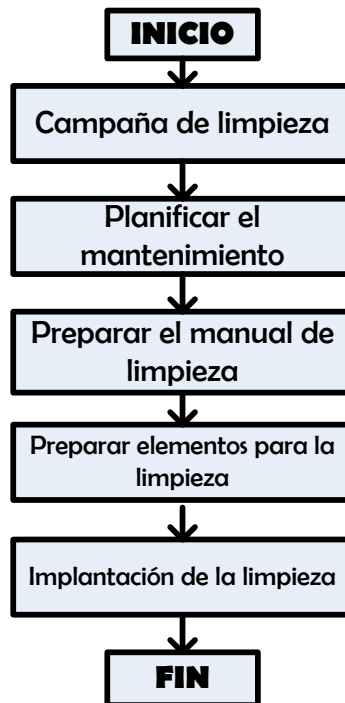 INICIO
Campaña de limpieza
Planificar el
mantenimiento
Preparar el manual de
limpieza
Preparar elementos para la
limpieza
Implantación de la limpieza
FIN